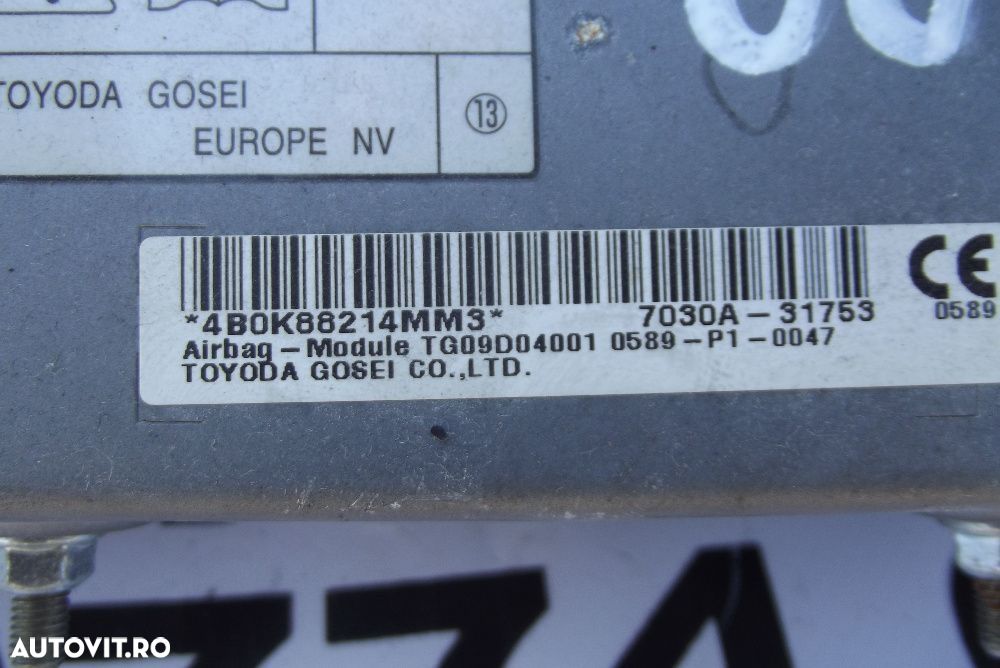 TOYODA GOSEI
EUROPE NV
⑬
*4B0K88214MM3* 7030A-31753
Airbag-Module TG09D04001 0589-P1-0047
TOYODA GOSEI CO.,LTD.
CE
0589
AUTOVIT.RO